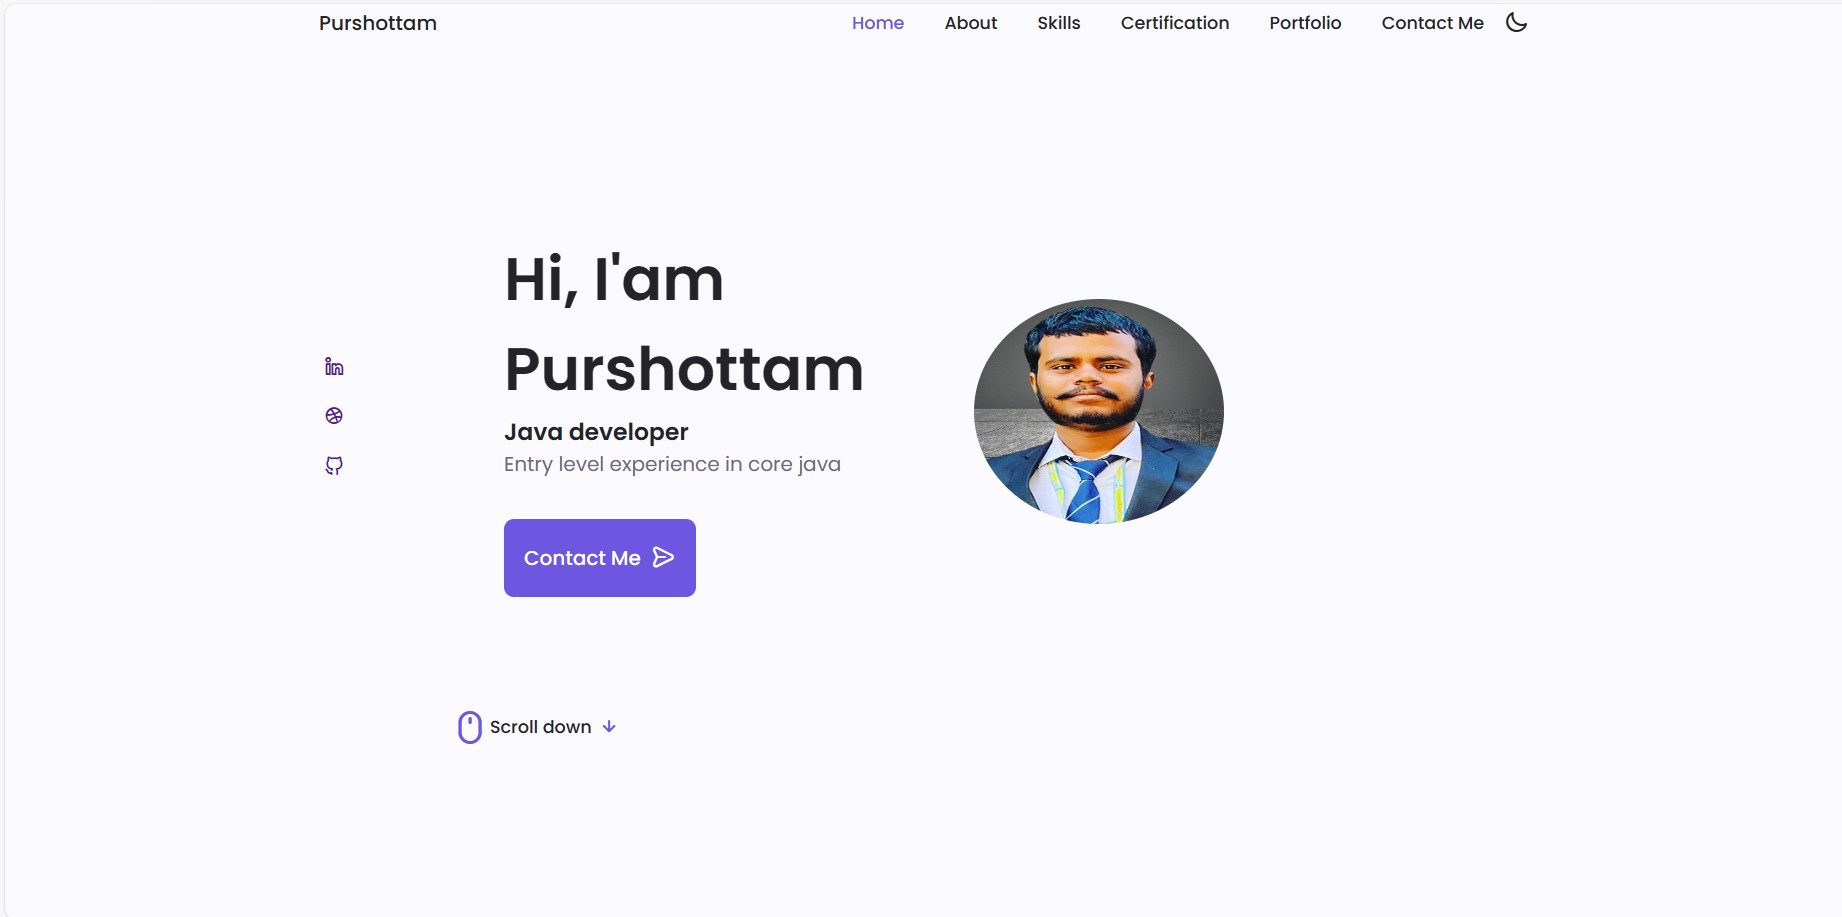 Purshottam
Home About Skills Certification Portfolio Contact Me
Hi, I'am
Purshottam
Java developer
Entry level experience in core java
Contact Me
Scroll down